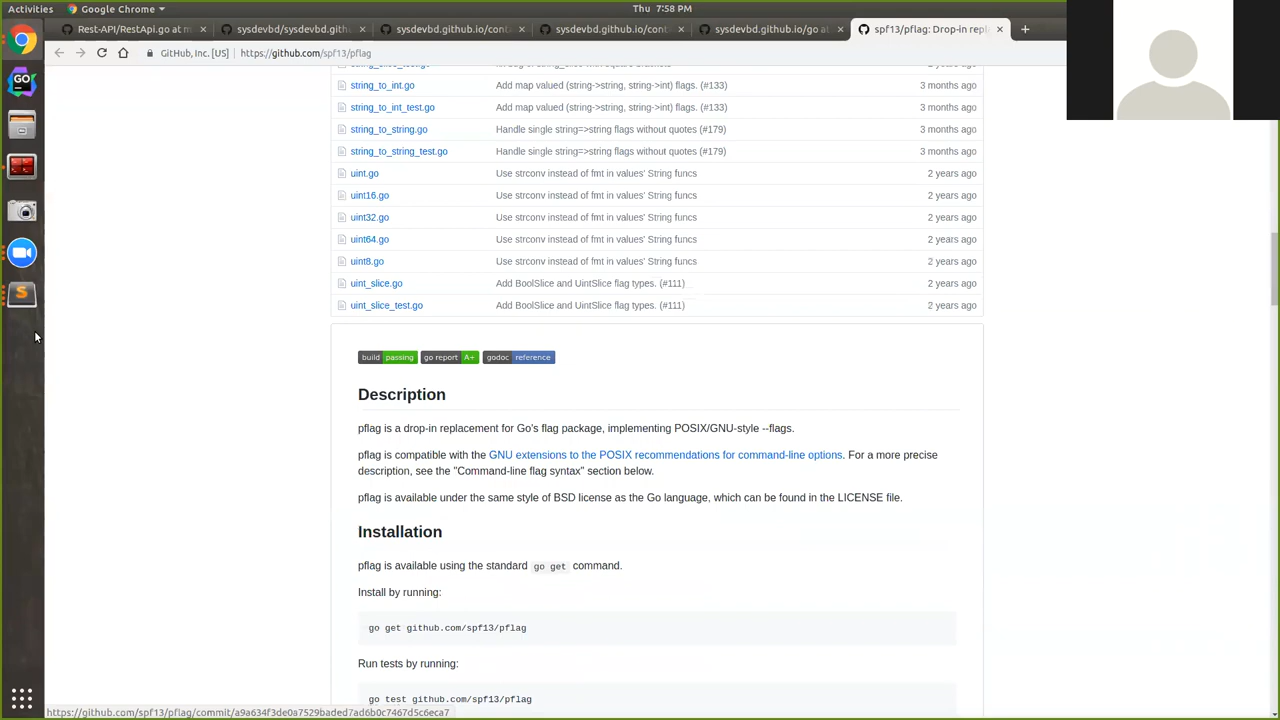 Activities
Google Chrome
Thu 7:58 PM
Rest-API/RestApi.go at m
sysdevbd/sysdevbd.github
sysdevbd.github.io/cont
sysdevbd.github.io/cont
sysdevbd.github.io/go at
spf13/pflag: Drop-in repl
GitHub, Inc. [US]
https://github.com/spf13/pflag
string_to_int.go Add map valued (string->string, string->int) flags. (#133) 3 months ago
string_to_int_test.go Add map valued (string->string, string->int) flags. (#133) 3 months ago
string_to_string.go Handle single string=>string flags without quotes (#179) 3 months ago
string_to_string_test.go Handle single string=>string flags without quotes (#179) 3 months ago
uint.go Use strconv instead of fmt in values' String funcs 2 years ago
uint16.go Use strconv instead of fmt in values' String funcs 2 years ago
uint32.go Use strconv instead of fmt in values' String funcs 2 years ago
uint64.go Use strconv instead of fmt in values' String funcs 2 years ago
uint8.go Use strconv instead of fmt in values' String funcs 2 years ago
uint_slice.go Add BoolSlice and UintSlice flag types. (#111) 2 years ago
uint_slice_test.go Add BoolSlice and UintSlice flag types. (#111) 2 years ago
build passing go report A+ godoc reference
Description
pflag is a drop-in replacement for Go's flag package, implementing POSIX/GNU-style --flags.
pflag is compatible with the GNU extensions to the POSIX recommendations for command-line options. For a more precise
description, see the "Command-line flag syntax" section below.
pflag is available under the same style of BSD license as the Go language, which can be found in the LICENSE file.
Installation
pflag is available using the standard go get command.
Install by running:
go get github.com/spf13/pflag
Run tests by running:
go test github.com/spf13/pflag
https://github.com/spf13/pflag/commit/a9a634f3de0a7529baded7ad6b0c7467d5c6eca7